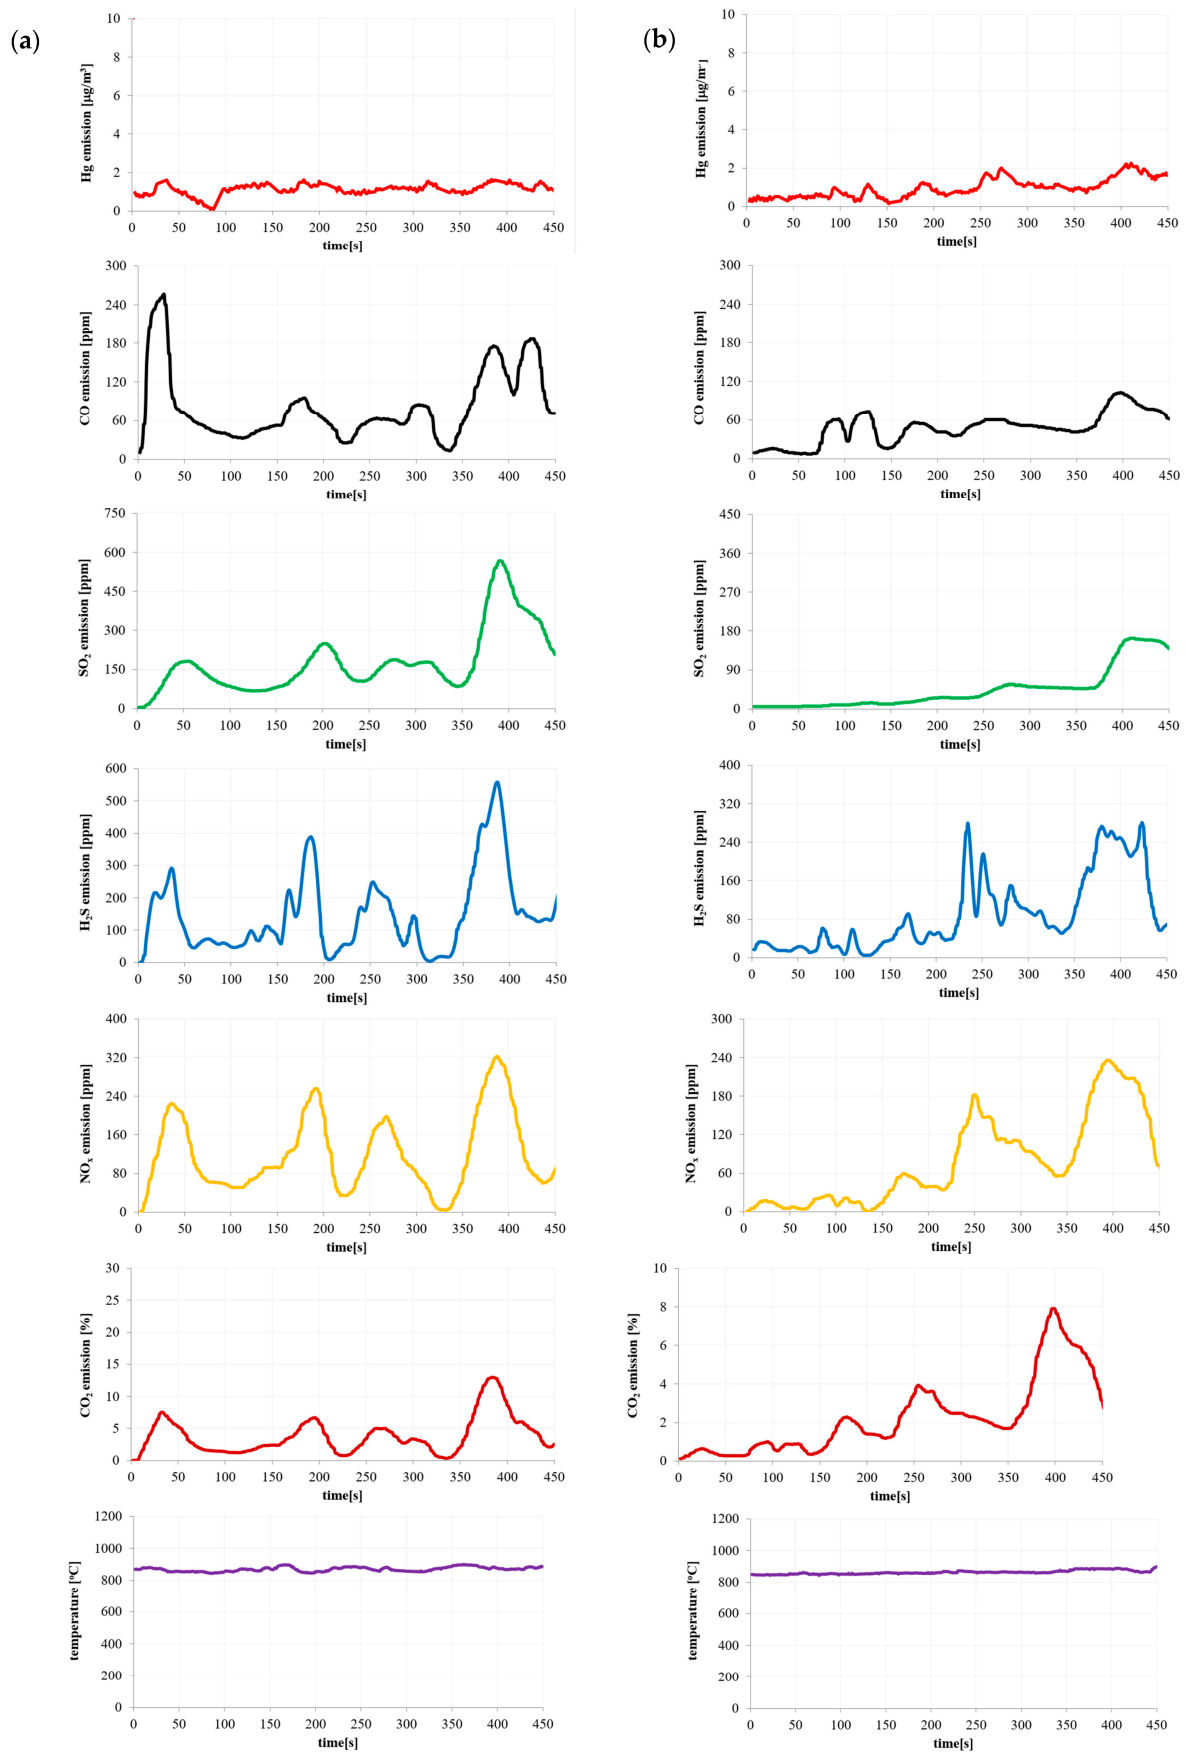 (a)
Hg emission [µg/m³]
10
8
6
4
2
0
0 50 100 150 200 250 300 350 400 450
time[s]
(b)
Hg emission [µg/m³]
10
8
6
4
2
0
0 50 100 150 200 250 300 350 400 450
time[s]
CO emission [ppm]
300
240
180
120
60
0
0 50 100 150 200 250 300 350 400 450
time[s]
CO emission [ppm]
300
240
180
120
60
0
0 50 100 150 200 250 300 350 400 450
time[s]
SO₂ emission [ppm]
750
600
450
300
150
0
0 50 100 150 200 250 300 350 400 450
time[s]
SO₂ emission [ppm]
450
360
270
180
90
0
0 50 100 150 200 250 300 350 400 450
time[s]
H₂S emission [ppm]
600
500
400
300
200
100
0
0 50 100 150 200 250 300 350 400 450
time[s]
H₂S emission [ppm]
400
320
240
160
80
0
0 50 100 150 200 250 300 350 400 450
time[s]
NOₓ emission [ppm]
400
320
240
160
80
0
0 50 100 150 200 250 300 350 400 450
time[s]
NOₓ emission [ppm]
300
240
180
120
60
0
0 50 100 150 200 250 300 350 400 450
time[s]
CO₂ emission [%]
30
25
20
15
10
5
0
0 50 100 150 200 250 300 350 400 450
time[s]
CO₂ emission [%]
10
8
6
4
2
0
0 50 100 150 200 250 300 350 400 450
time[s]
temperature [°C]
1200
1000
800
600
400
200
0
0 50 100 150 200 250 300 350 400 450
time[s]
temperature [°C]
1200
1000
800
600
400
200
0
0 50 100 150 200 250 300 350 400 450
time[s]